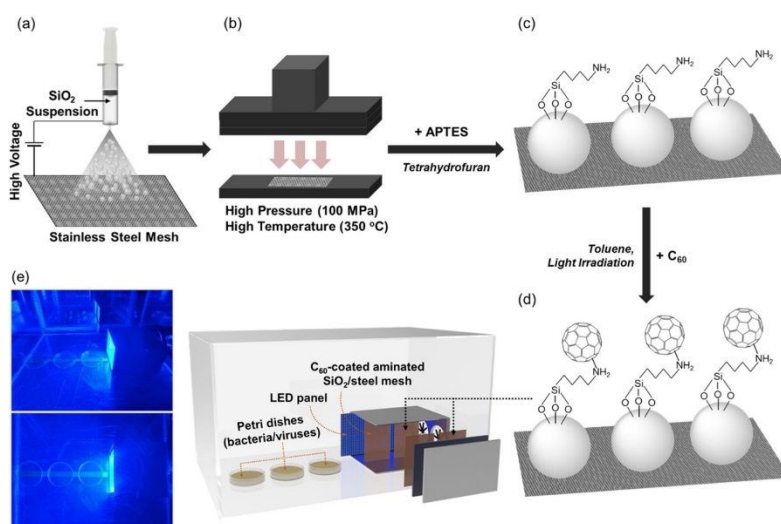 (a)
SiO2
Suspension
High Voltage
Stainless Steel Mesh
(b)
High Pressure (100 MPa)
High Temperature (350 °C)
+ APTES
Tetrahydrofuran
(c)
NH2
NH2
NH2
Si
Si
Si
O O O
O O O
O O O
Toluene,
Light Irradiation
+ C60
(d)
NH2
NH2
NH2
Si
Si
Si
O O O
O O O
O O O
(e)
C60-coated aminated
SiO2/steel mesh
LED panel
Petri dishes
(bacteria/viruses)